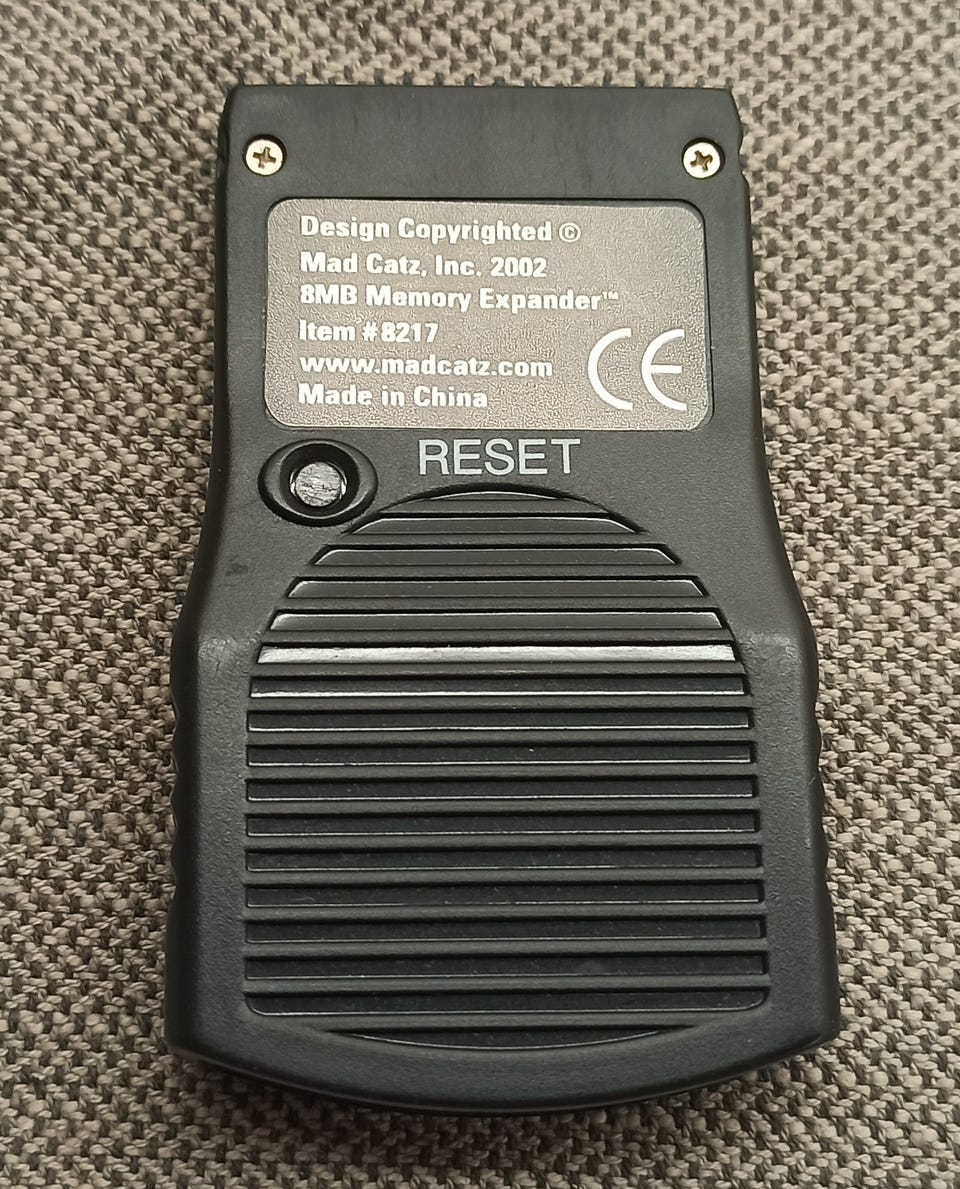 Design Copyrighted ©
Mad Catz, Inc. 2002
8MB Memory Expander™
Item #8217
www.madcatz.com
Made in China
CE
RESET